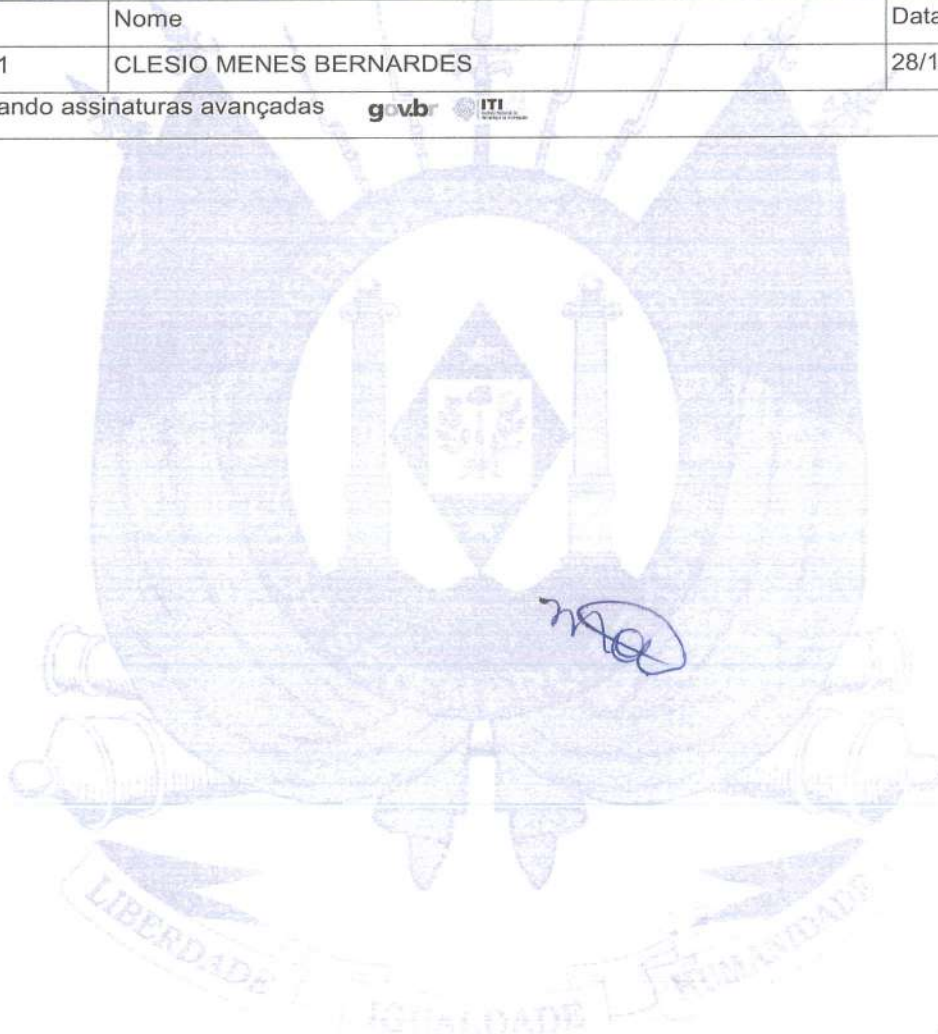 Nome Data
1 CLESIO MENES BERNARDES 28/1
ando assinaturas avançadas gov.br ITI
LIBERDADE IGUALDADE HUMANIDADE